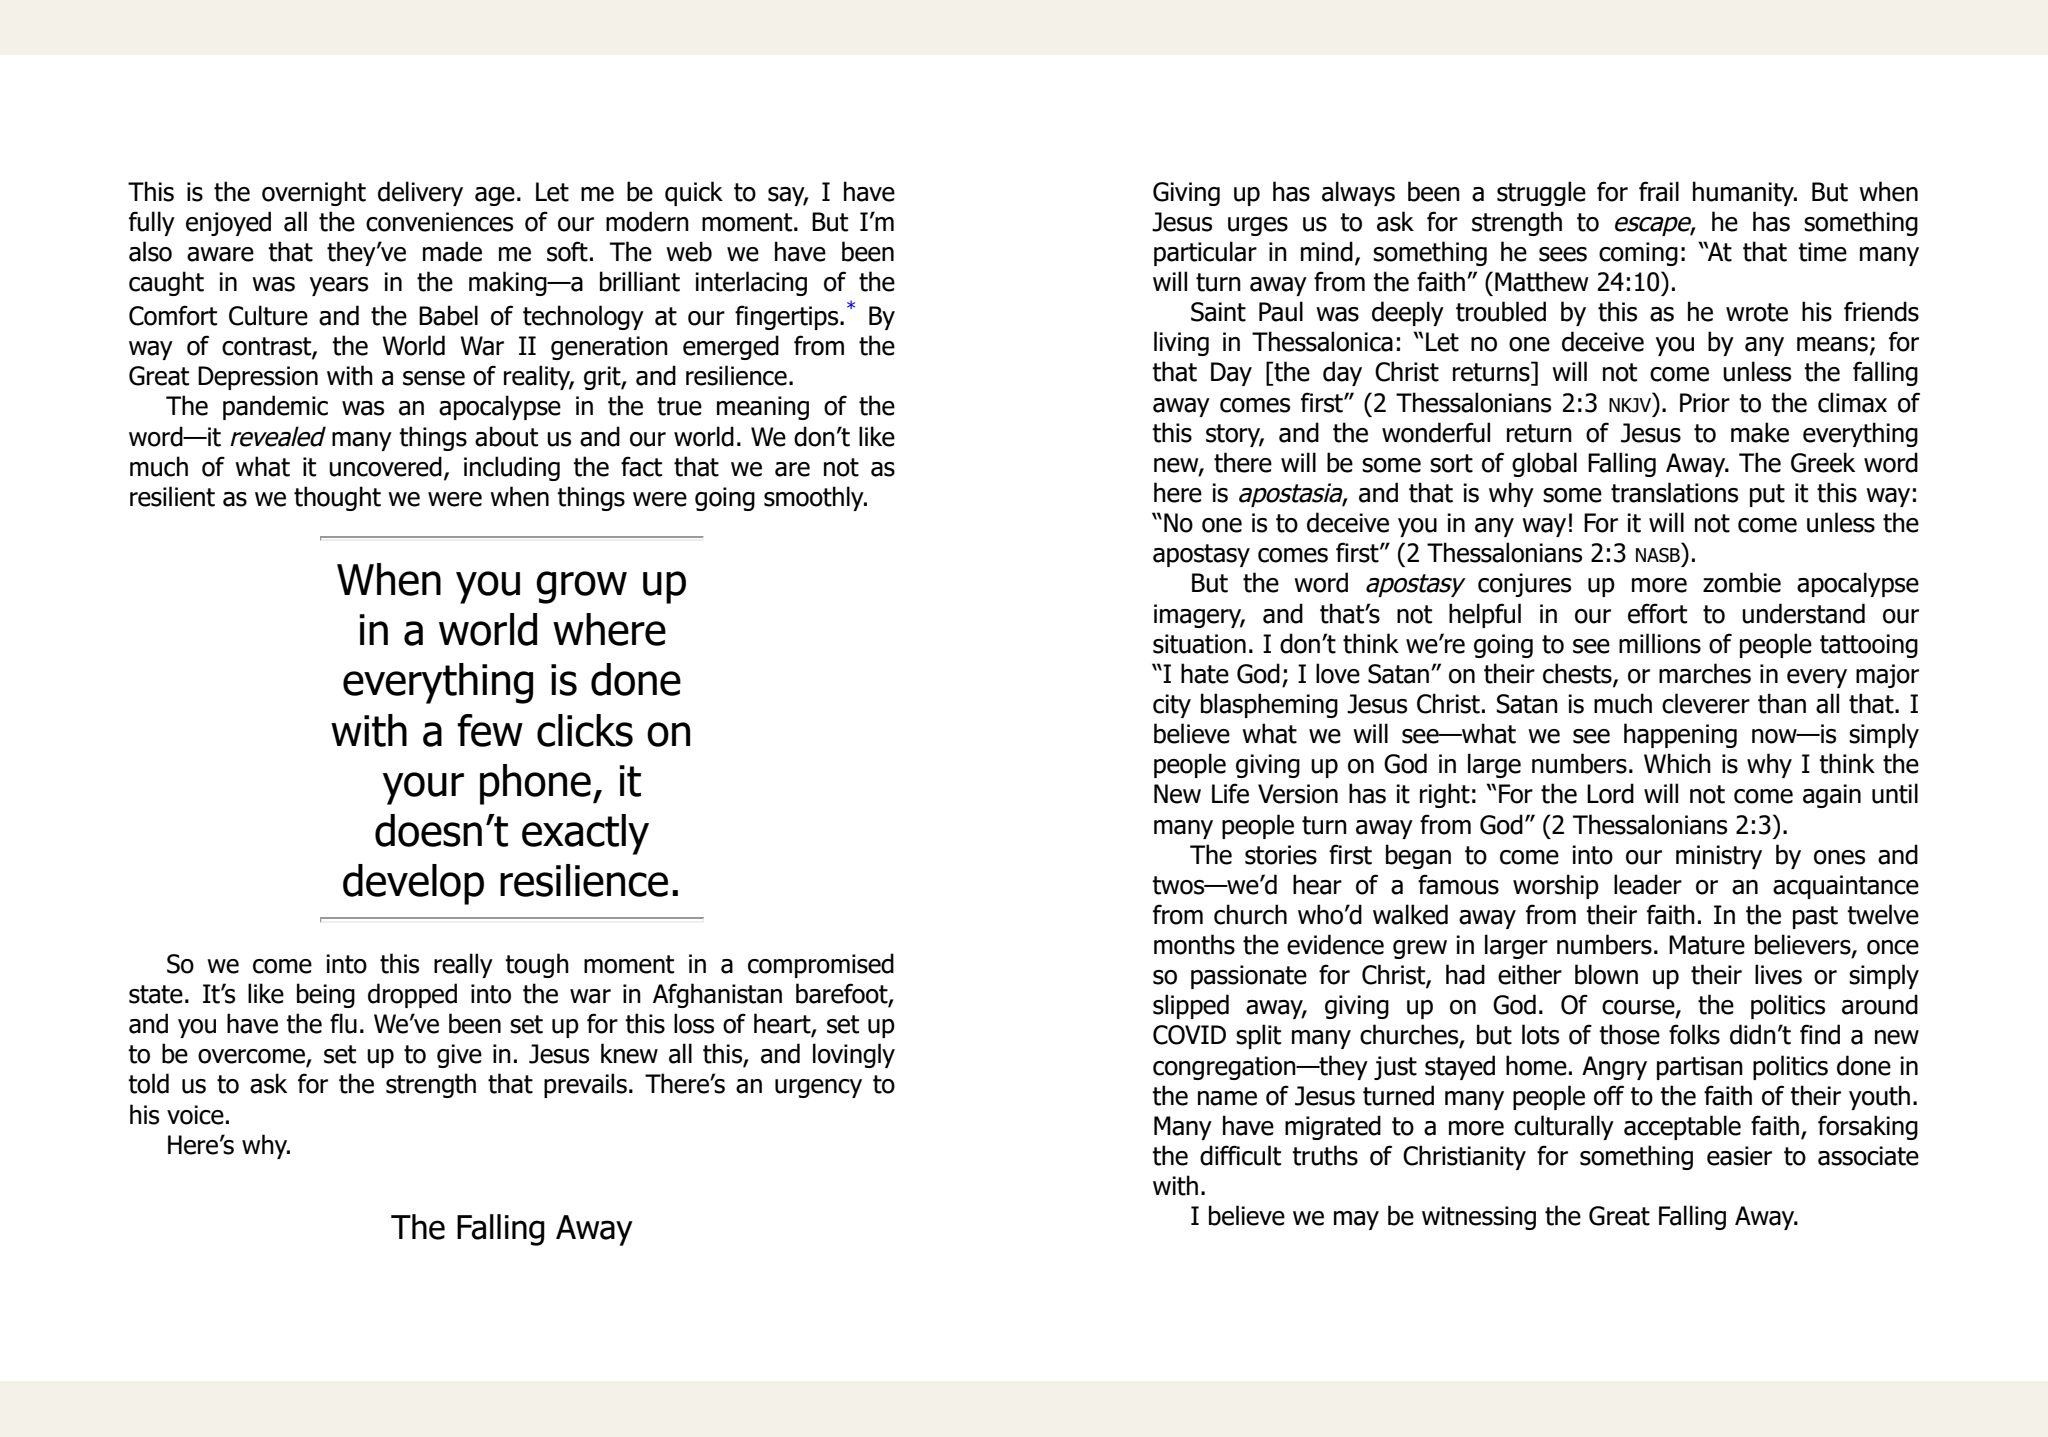 This is the overnight delivery age. Let me be quick to say, I have
fully enjoyed all the conveniences of our modern moment. But I’m
also aware that they’ve made me soft. The web we have been
caught in was years in the making—a brilliant interlacing of the
Comfort Culture and the Babel of technology at our fingertips.* By
way of contrast, the World War II generation emerged from the
Great Depression with a sense of reality, grit, and resilience.
The pandemic was an apocalypse in the true meaning of the
word—it revealed many things about us and our world. We don’t like
much of what it uncovered, including the fact that we are not as
resilient as we thought we were when things were going smoothly.
When you grow up
in a world where
everything is done
with a few clicks on
your phone, it
doesn’t exactly
develop resilience.
So we come into this really tough moment in a compromised
state. It’s like being dropped into the war in Afghanistan barefoot,
and you have the flu. We’ve been set up for this loss of heart, set up
to be overcome, set up to give in. Jesus knew all this, and lovingly
told us to ask for the strength that prevails. There’s an urgency to
his voice.
Here’s why.
The Falling Away
Giving up has always been a struggle for frail humanity. But when
Jesus urges us to ask for strength to escape, he has something
particular in mind, something he sees coming: “At that time many
will turn away from the faith” (Matthew 24:10).
Saint Paul was deeply troubled by this as he wrote his friends
living in Thessalonica: “Let no one deceive you by any means; for
that Day [the day Christ returns] will not come unless the falling
away comes first” (2 Thessalonians 2:3 NKJV). Prior to the climax of
this story, and the wonderful return of Jesus to make everything
new, there will be some sort of global Falling Away. The Greek word
here is apostasia, and that is why some translations put it this way:
“No one is to deceive you in any way! For it will not come unless the
apostasy comes first” (2 Thessalonians 2:3 NASB).
But the word apostasy conjures up more zombie apocalypse
imagery, and that’s not helpful in our effort to understand our
situation. I don’t think we’re going to see millions of people tattooing
“I hate God; I love Satan” on their chests, or marches in every major
city blaspheming Jesus Christ. Satan is much cleverer than all that. I
believe what we will see—what we see happening now—is simply
people giving up on God in large numbers. Which is why I think the
New Life Version has it right: “For the Lord will not come again until
many people turn away from God” (2 Thessalonians 2:3).
The stories first began to come into our ministry by ones and
twos—we’d hear of a famous worship leader or an acquaintance
from church who’d walked away from their faith. In the past twelve
months the evidence grew in larger numbers. Mature believers, once
so passionate for Christ, had either blown up their lives or simply
slipped away, giving up on God. Of course, the politics around
COVID split many churches, but lots of those folks didn’t find a new
congregation—they just stayed home. Angry partisan politics done in
the name of Jesus turned many people off to the faith of their youth.
Many have migrated to a more culturally acceptable faith, forsaking
the difficult truths of Christianity for something easier to associate
with.
I believe we may be witnessing the Great Falling Away.